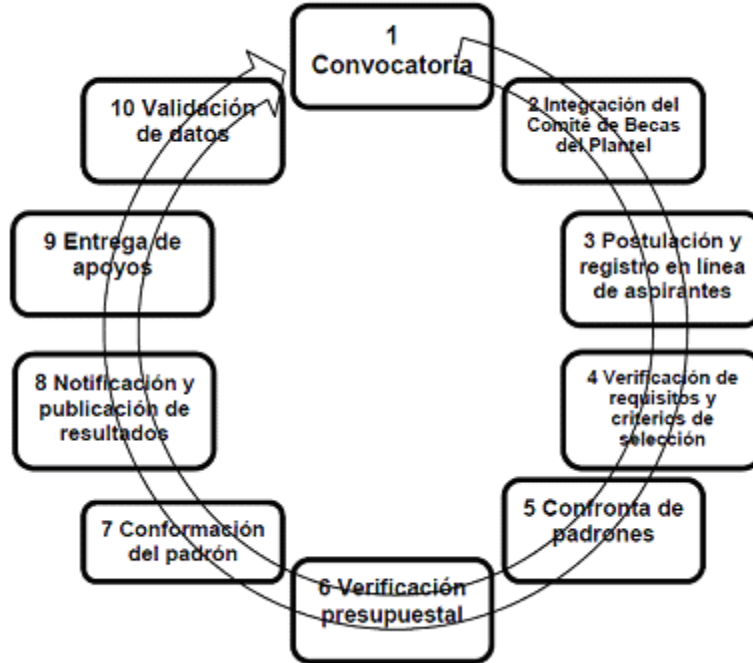 1
Convocatoria
2 Integración del
Comité de Becas
del Plantel
3 Postulación y
registro en línea
de aspirantes
4 Verificación de
requisitos y
criterios de
selección
5 Confronta de
padrones
6 Verificación
presupuestal
7 Conformación
del padrón
8 Notificación y
publicación de
resultados
9 Entrega de
apoyos
10 Validación
de datos